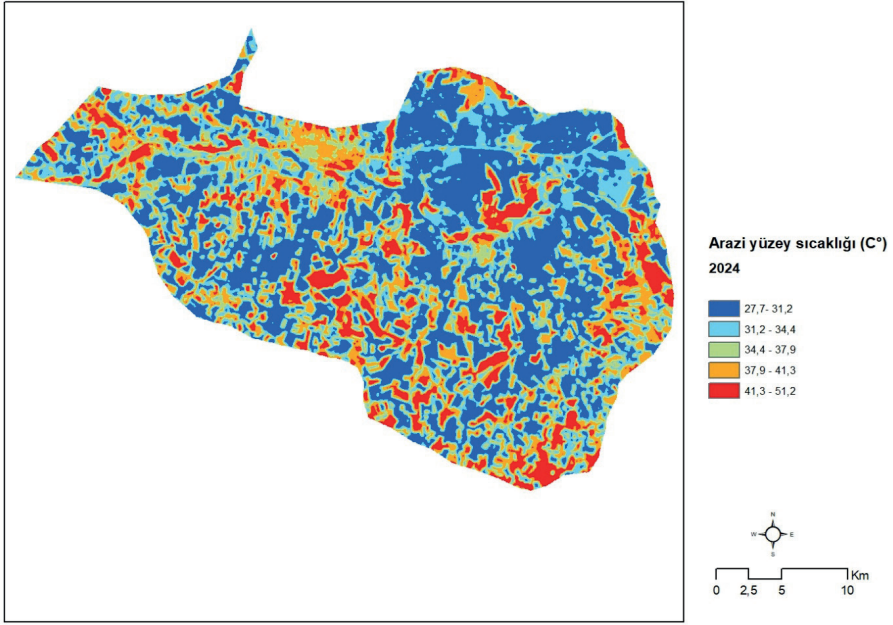 Arazi yüzey sıcaklığı (C°)
2024
27,7- 31,2
31,2 - 34,4
34,4 - 37,9
37,9 - 41,3
41,3 - 51,2
N
W E
S
Km
0 2,5 5 10